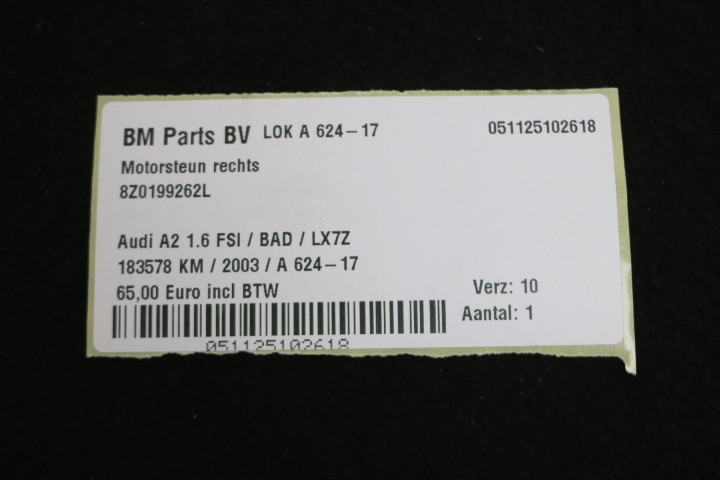 BM Parts BV LOK A 624-17 051125102618
Motorsteun rechts
8Z0199262L
Audi A2 1.6 FSI / BAD / LX7Z
183578 KM / 2003 / A 624-17
65,00 Euro incl BTW
Verz: 10
Aantal: 1
051125102618